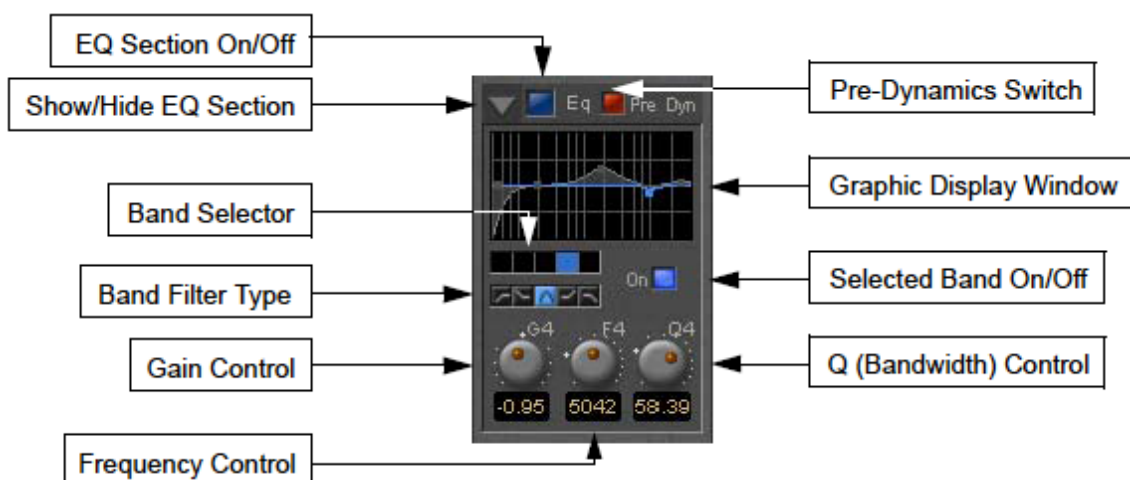 EQ Section On/Off
Show/Hide EQ Section
Pre-Dynamics Switch
Eq Pre Dyn
Graphic Display Window
Band Selector
On
Selected Band On/Off
Band Filter Type
G4 F4 Q4
Gain Control
Q (Bandwidth) Control
-0.95 5042 58.39
Frequency Control